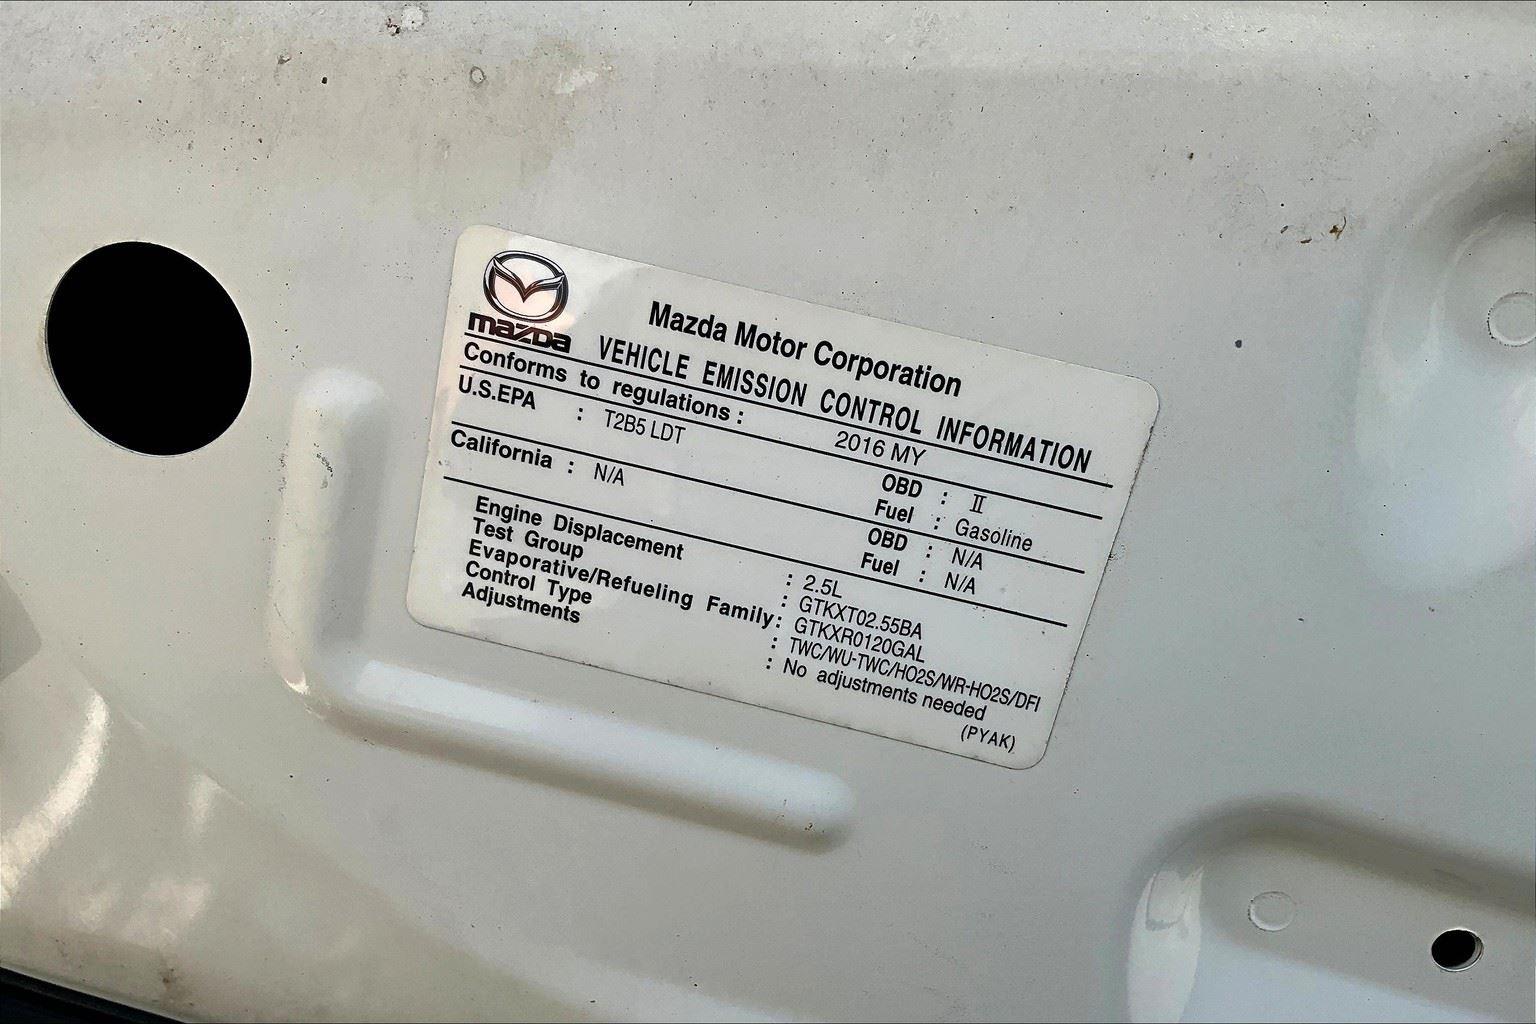 mazda
Mazda Motor Corporation
VEHICLE EMISSION CONTROL INFORMATION
Conforms to regulations : 2016 MY
U.S.EPA : T2B5 LDT OBD : II
Fuel : Gasoline
California : N/A OBD : N/A
Fuel : N/A
Engine Displacement : 2.5L
Test Group : GTKXT02.55BA
Evaporative/Refueling Family : GTKXR0120GAL
Control Type : TWC/WU-TWC/HO2S/WR-HO2S/DFI
Adjustments : No adjustments needed
(PYAK)